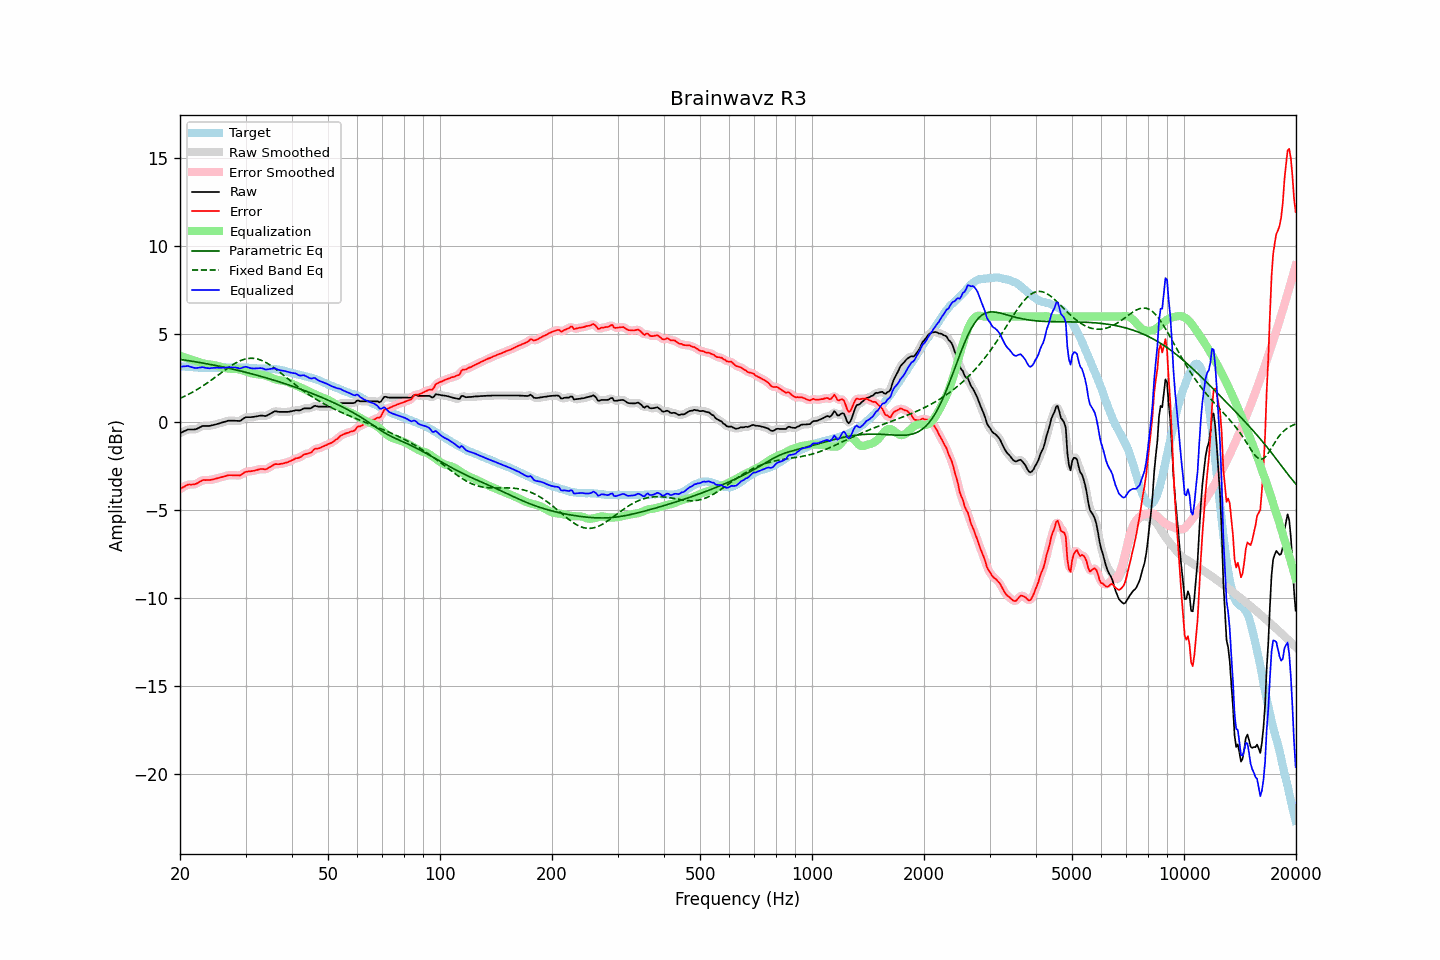 Brainwavz R3
Target
Raw Smoothed
Error Smoothed
Raw
Error
Equalization
Parametric Eq
Fixed Band Eq
Equalized
15
10
5
0
−5
−10
−15
−20
Amplitude (dBr)
20 50 100 200 500 1000 2000 5000 10000 20000
Frequency (Hz)